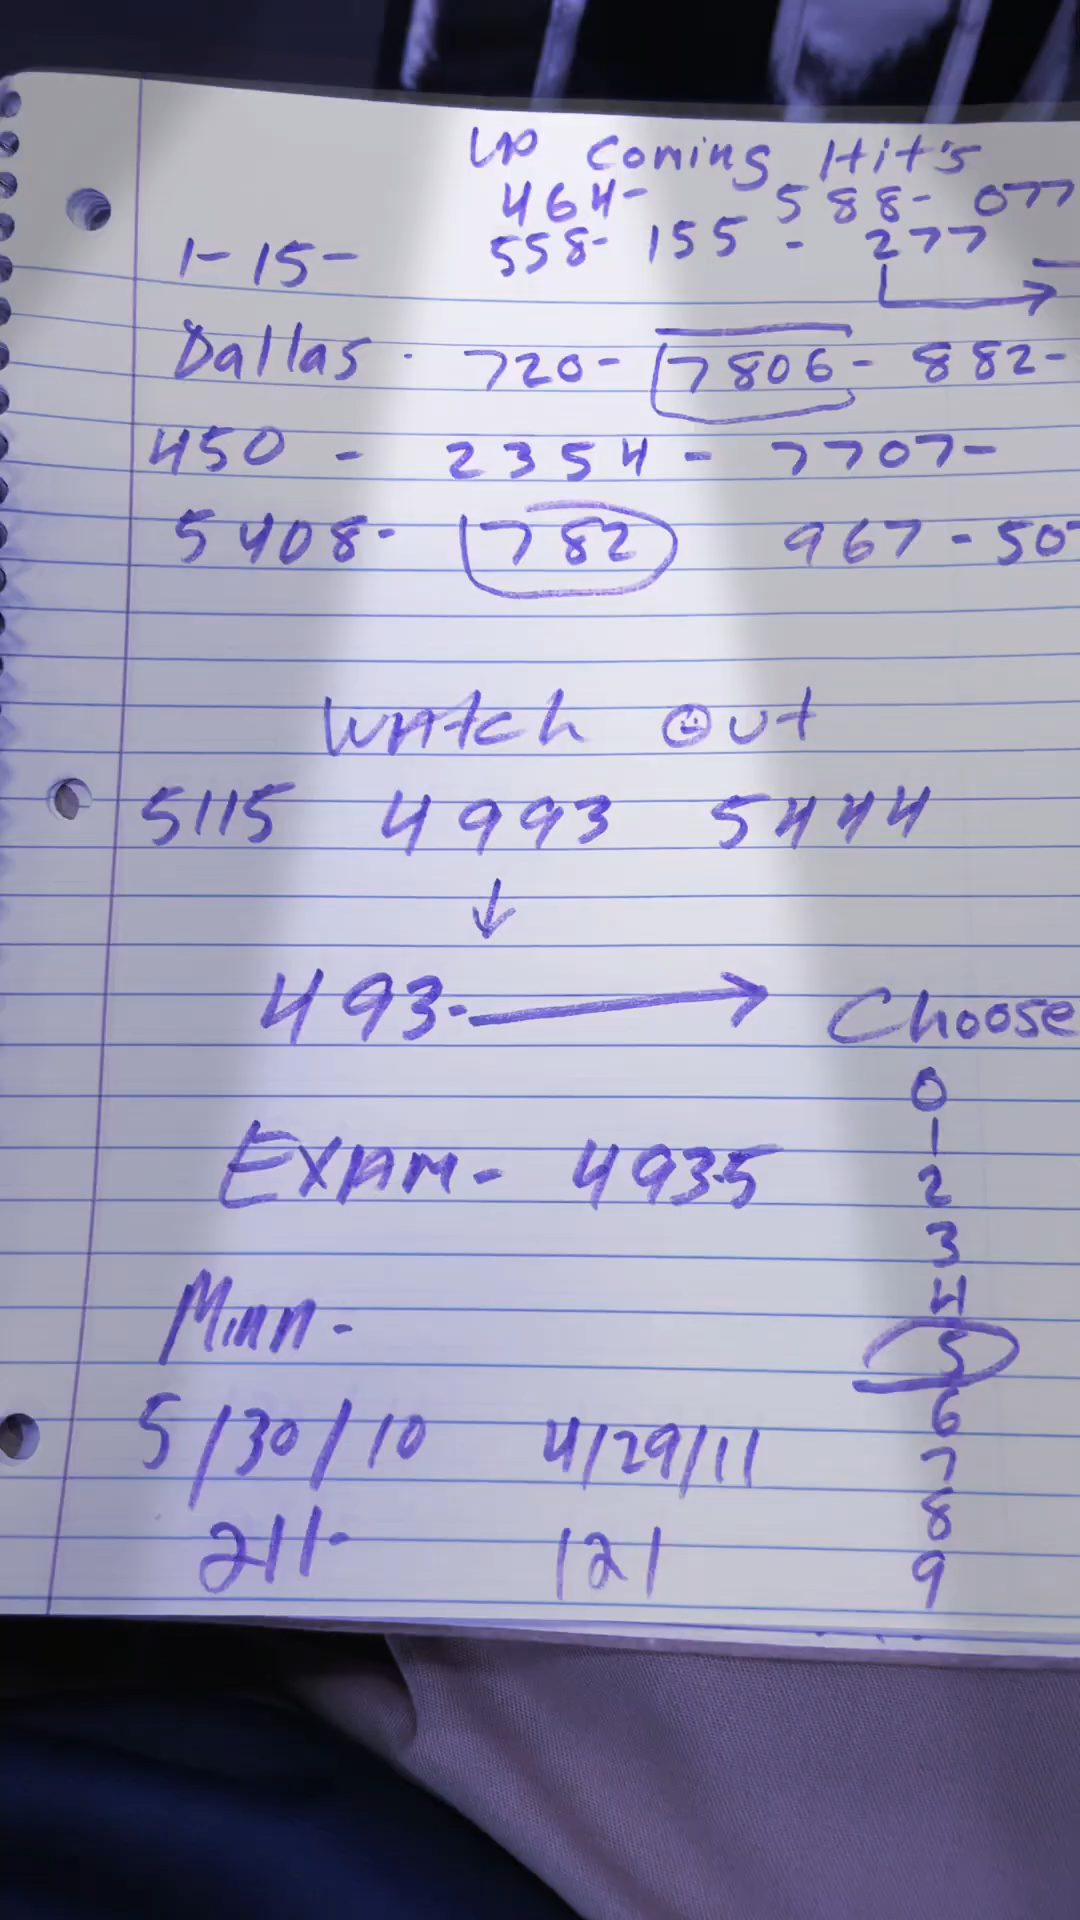 Up Coming Hit's
464- 588- 077
1-15- 558- 155 - 277
Dallas · 720- 7806- 882-
450 - 2354 - 7707-
5408- 782 967-50
Watch Out
5115 4993 5444
↓
493- → Choose
0
1
Exam- 4935 2
3
4
Minn- 5
5/30/10 4/29/11 6
7
8
211- 121 9